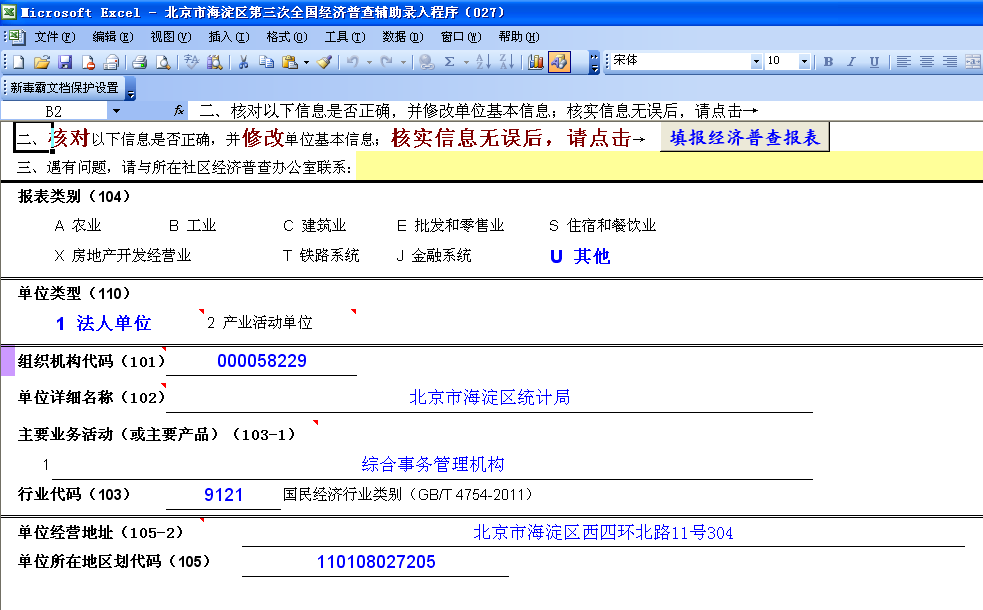 Microsoft Excel - 北京市海淀区第三次全国经济普查辅助录入程序（027）
文件(F) 编辑(E) 视图(V) 插入(I) 格式(O) 工具(T) 数据(D) 窗口(W) 帮助(H)
宋体 10 B I U
新毒霸文档保护设置
B2 fx 二、核对以下信息是否正确，并修改单位基本信息；核实信息无误后，请点击→
二、核对以下信息是否正确，并修改单位基本信息；核实信息无误后，请点击→ 填报经济普查报表
三、遇有问题，请与所在社区经济普查办公室联系：
报表类别（104）
A 农业 B 工业 C 建筑业 E 批发和零售业 S 住宿和餐饮业
X 房地产开发经营业 T 铁路系统 J 金融系统 U 其他
单位类型（110）
1 法人单位 2 产业活动单位
组织机构代码（101） 000058229
单位详细名称（102） 北京市海淀区统计局
主要业务活动（或主要产品）（103-1）
1 综合事务管理机构
行业代码（103） 9121 国民经济行业类别（GB/T 4754-2011）
单位经营地址（105-2） 北京市海淀区西四环北路11号304
单位所在地区划代码（105） 110108027205